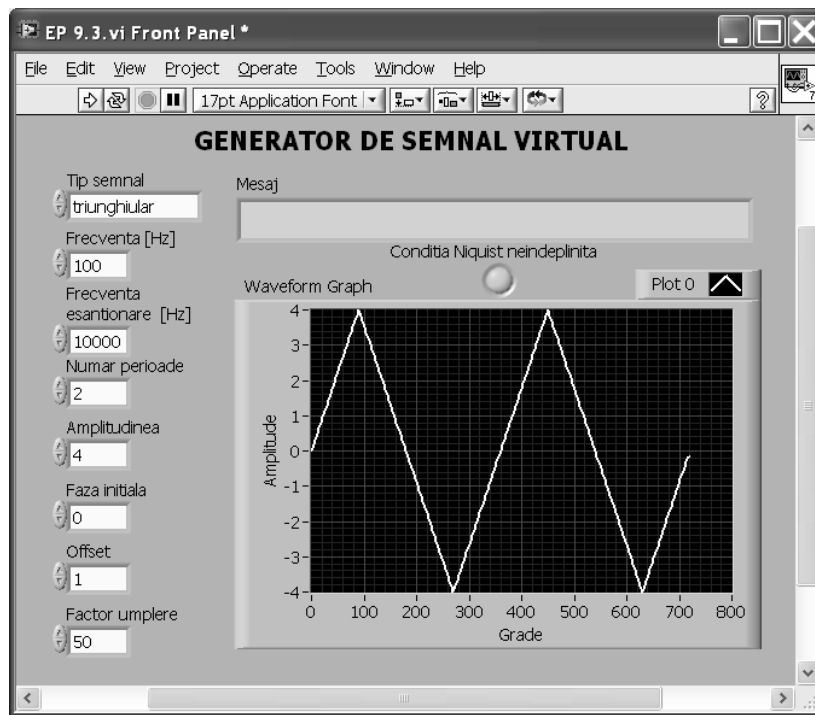 EP 9.3.vi Front Panel *
File Edit View Project Operate Tools Window Help
17pt Application Font
7
GENERATOR DE SEMNAL VIRTUAL
Tip semnal
triunghiular
Frecventa [Hz]
100
Frecventa
esantionare [Hz]
10000
Numar perioade
2
Amplitudinea
4
Faza initiala
0
Offset
1
Factor umplere
50
Mesaj
Conditia Niquist neindeplinita
Waveform Graph
Plot 0
Amplitude
4
3
2
1
0
-1
-2
-3
-4
0 100 200 300 400 500 600 700 800
Grade